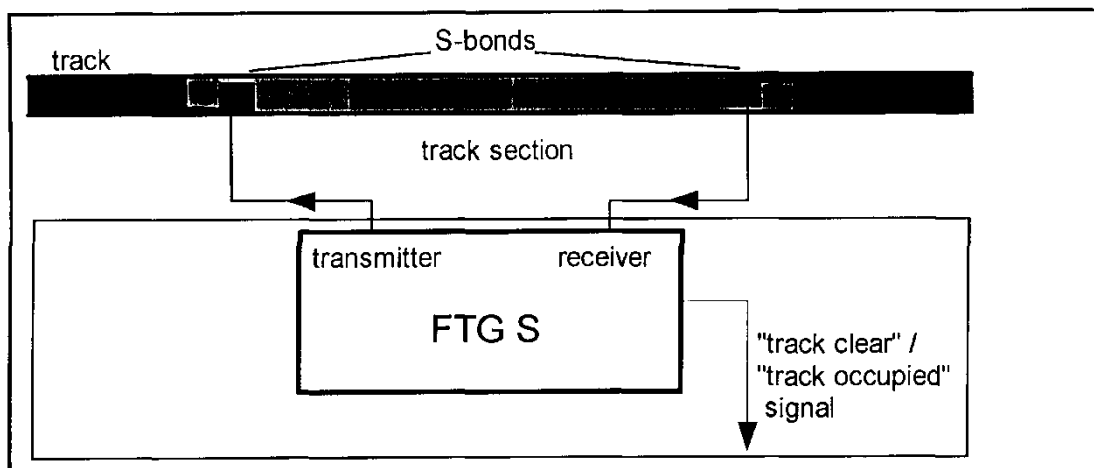 S-bonds
track
track section
transmitter
receiver
FTG S
"track clear" /
"track occupied"
signal